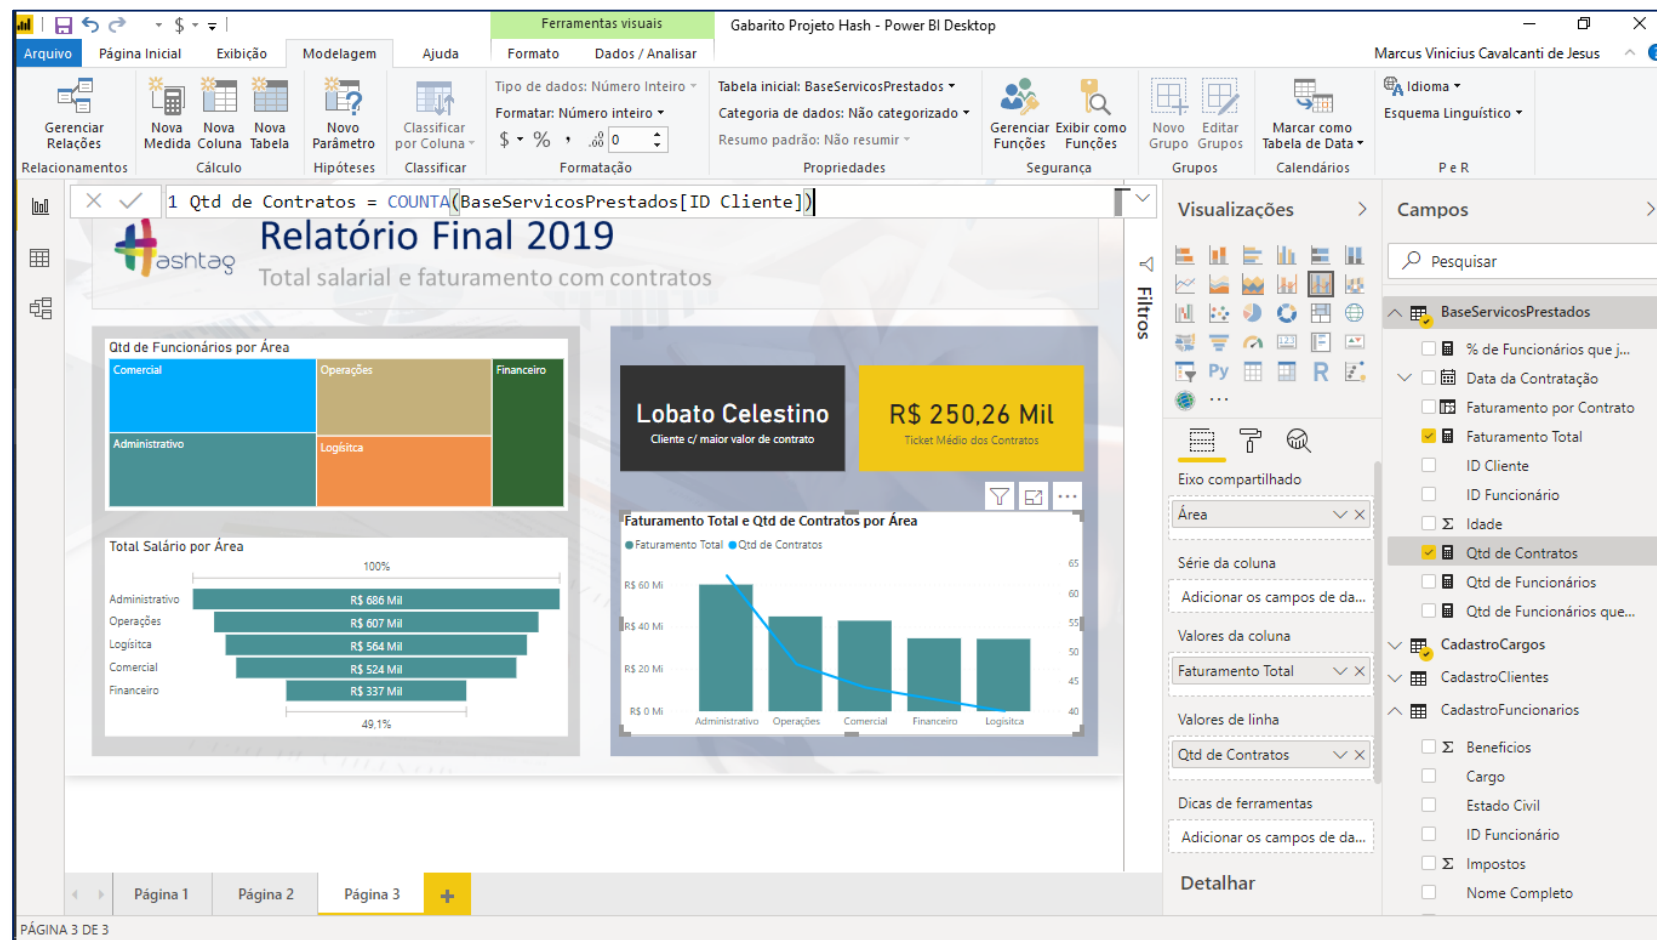 $
Ferramentas visuais
Gabarito Projeto Hash - Power BI Desktop
Arquivo
Página Inicial
Exibição
Modelagem
Ajuda
Formato
Dados / Analisar
Marcus Vinicius Cavalcanti de Jesus
Gerenciar
Relações
Nova
Medida
Nova
Coluna
Nova
Tabela
Novo
Parâmetro
Classificar
por Coluna
Tipo de dados: Número Inteiro
Formatar: Número inteiro
$ % , .00 0
Tabela inicial: BaseServicosPrestados
Categoria de dados: Não categorizado
Resumo padrão: Não resumir
Gerenciar
Funções
Exibir como
Funções
Novo
Grupo
Editar
Grupos
Marcar como
Tabela de Data
Idioma
Esquema Linguístico
Relacionamentos
Cálculo
Hipóteses
Classificar
Formatação
Propriedades
Segurança
Grupos
Calendários
P e R
1 Qtd de Contratos = COUNTA(BaseServicosPrestados[ID Cliente])
ashtag
Relatório Final 2019
Total salarial e faturamento com contratos
Qtd de Funcionários por Área
Comercial
Operações
Financeiro
Administrativo
Logísitca
Lobato Celestino
Cliente c/ maior valor de contrato
R$ 250,26 Mil
Ticket Médio dos Contratos
Total Salário por Área
100%
Administrativo R$ 686 Mil
Operações R$ 607 Mil
Logísitca R$ 564 Mil
Comercial R$ 524 Mil
Financeiro R$ 337 Mil
49,1%
Faturamento Total e Qtd de Contratos por Área
Faturamento Total Qtd de Contratos
R$ 60 Mi
R$ 40 Mi
R$ 20 Mi
R$ 0 Mi
65
60
55
50
45
40
Administrativo Operações Comercial Financeiro Logisitca
Filtros
Visualizações
123
Py
R
Eixo compartilhado
Área
Série da coluna
Adicionar os campos de da...
Valores da coluna
Faturamento Total
Valores de linha
Qtd de Contratos
Dicas de ferramentas
Adicionar os campos de da...
Detalhar
Campos
Pesquisar
BaseServicosPrestados
% de Funcionários que j...
Data da Contratação
Faturamento por Contrato
Faturamento Total
ID Cliente
ID Funcionário
Σ Idade
Qtd de Contratos
Qtd de Funcionários
Qtd de Funcionários que...
CadastroCargos
CadastroClientes
CadastroFuncionarios
Σ Beneficios
Cargo
Estado Civil
ID Funcionário
Σ Impostos
Nome Completo
Página 1
Página 2
Página 3
+
PÁGINA 3 DE 3